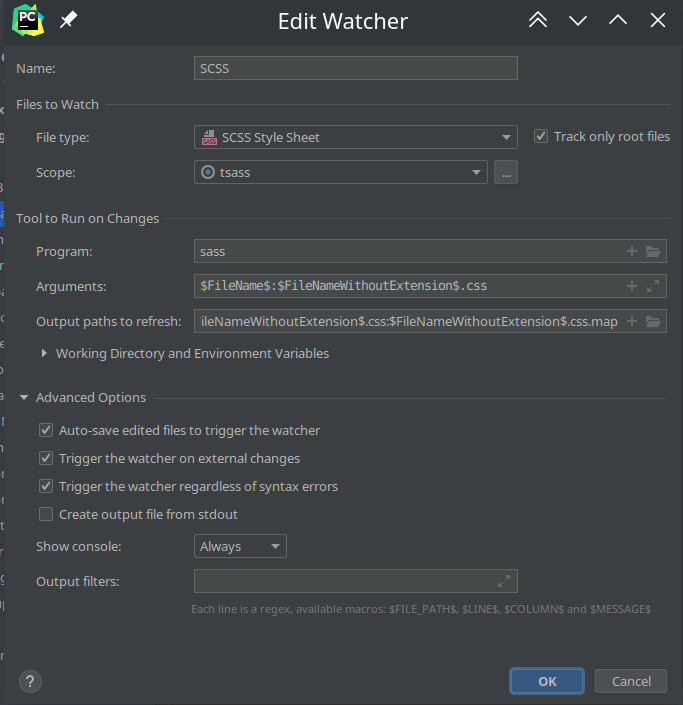 PC
Edit Watcher
Name:
SCSS
Files to Watch
File type:
SASS
SCSS Style Sheet
Track only root files
Scope:
tsass
...
Tool to Run on Changes
Program:
sass
Arguments:
$FileName$:$FileNameWithoutExtension$.css
Output paths to refresh:
ileNameWithoutExtension$.css:$FileNameWithoutExtension$.css.map
Working Directory and Environment Variables
Advanced Options
Auto-save edited files to trigger the watcher
Trigger the watcher on external changes
Trigger the watcher regardless of syntax errors
Create output file from stdout
Show console:
Always
Output filters:
Each line is a regex, available macros: $FILE_PATH$, $LINE$, $COLUMN$ and $MESSAGE$
?
OK
Cancel